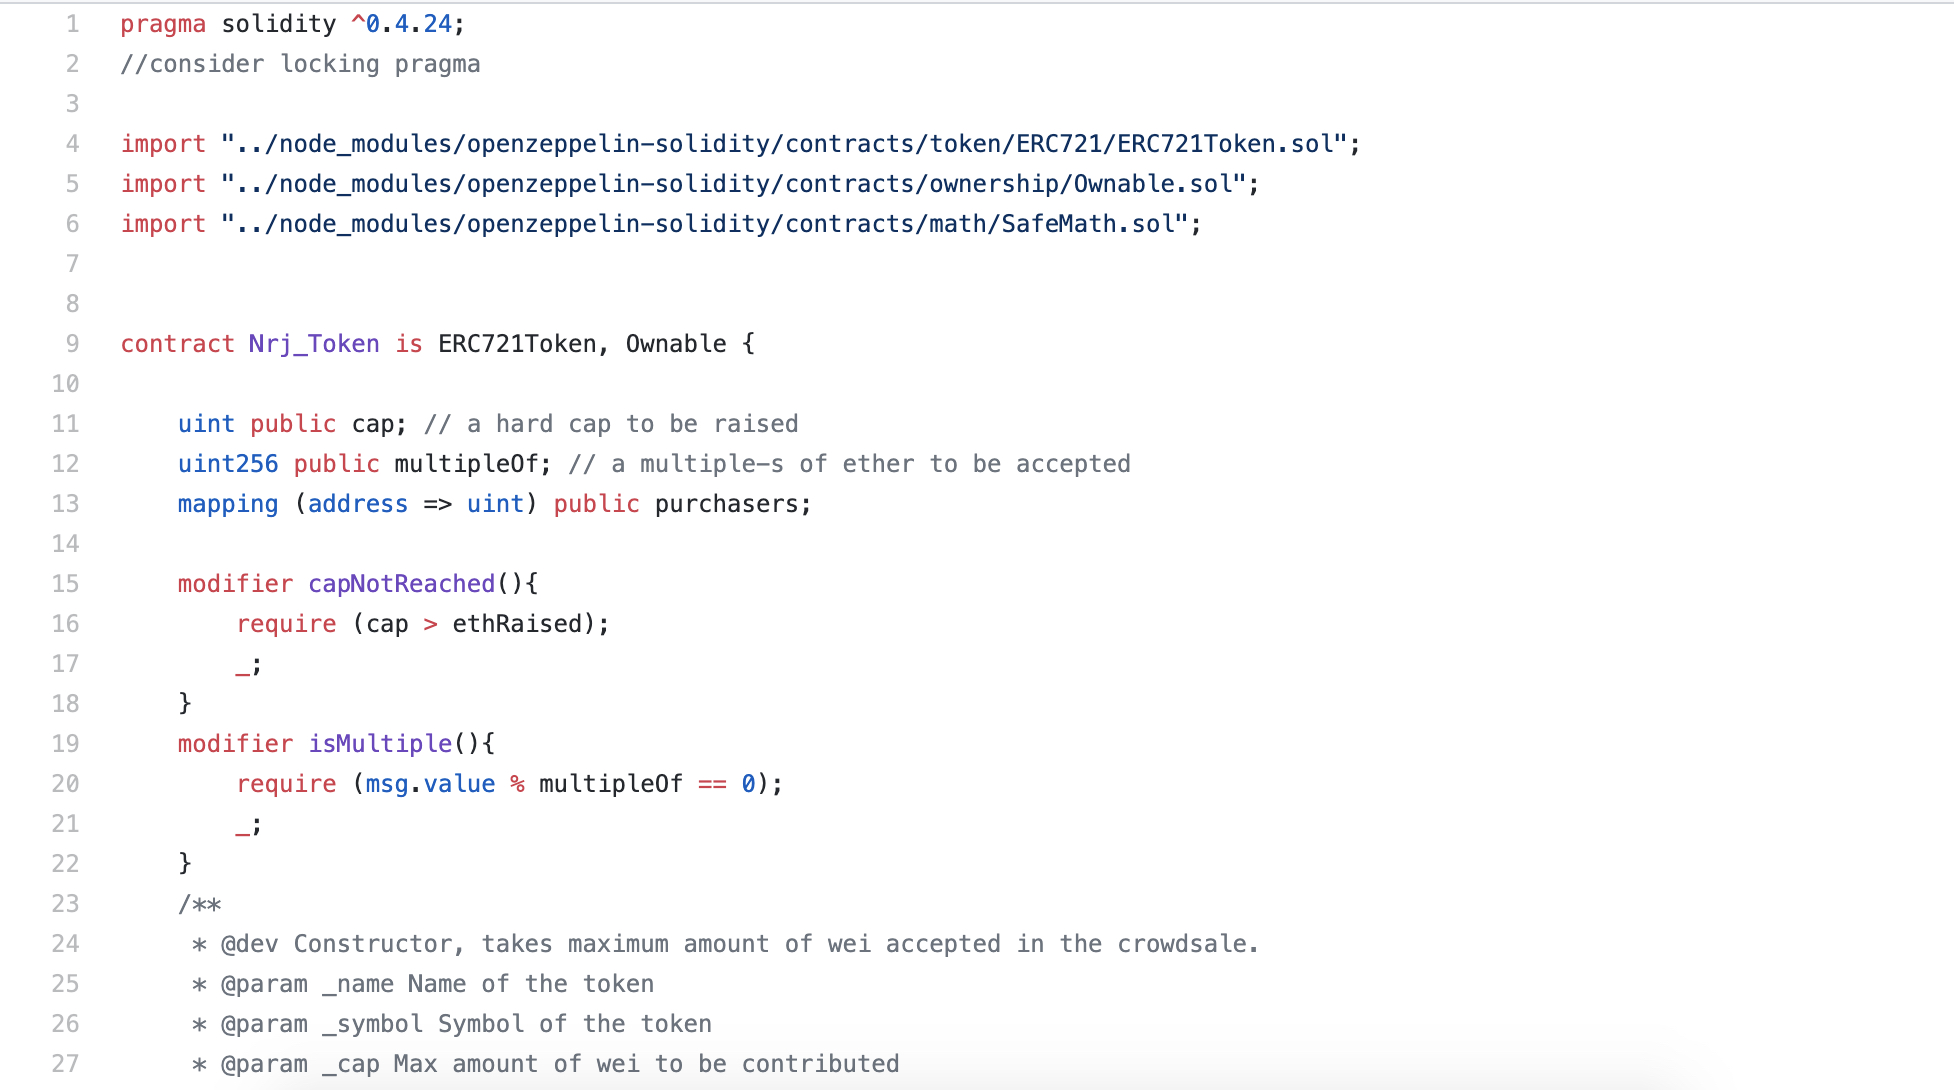 1 pragma solidity ^0.4.24;
2 //consider locking pragma
3
4 import "../node_modules/openzeppelin-solidity/contracts/token/ERC721/ERC721Token.sol";
5 import "../node_modules/openzeppelin-solidity/contracts/ownership/Ownable.sol";
6 import "../node_modules/openzeppelin-solidity/contracts/math/SafeMath.sol";
7
8
9 contract Nrj_Token is ERC721Token, Ownable {
10
11     uint public cap; // a hard cap to be raised
12     uint256 public multipleOf; // a multiple-s of ether to be accepted
13     mapping (address => uint) public purchasers;
14
15     modifier capNotReached(){
16         require (cap > ethRaised);
17         _;
18     }
19     modifier isMultiple(){
20         require (msg.value % multipleOf == 0);
21         _;
22     }
23     /**
24      * @dev Constructor, takes maximum amount of wei accepted in the crowdsale.
25      * @param _name Name of the token
26      * @param _symbol Symbol of the token
27      * @param _cap Max amount of wei to be contributed